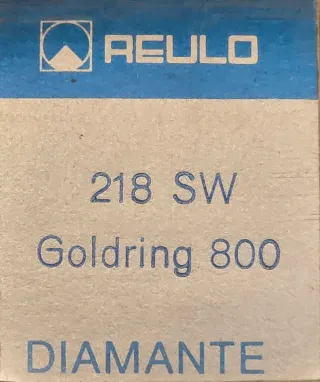 REULO
218 SW
Goldring 800
DIAMANTE